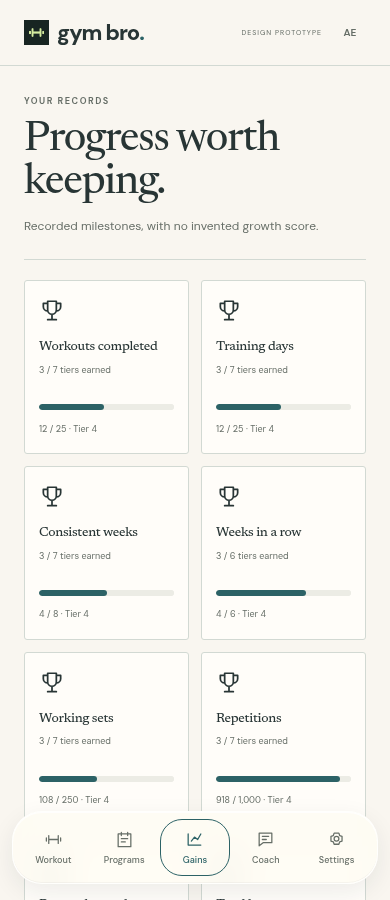 gym bro.
DESIGN PROTOTYPE
AE
YOUR RECORDS
Progress worth
keeping.
Recorded milestones, with no invented growth score.
Workouts completed
3 / 7 tiers earned
12 / 25 · Tier 4
Training days
3 / 7 tiers earned
12 / 25 · Tier 4
Consistent weeks
3 / 7 tiers earned
4 / 8 · Tier 4
Weeks in a row
3 / 6 tiers earned
4 / 6 · Tier 4
Working sets
3 / 7 tiers earned
108 / 250 · Tier 4
Repetitions
3 / 7 tiers earned
918 / 1,000 · Tier 4
Workout
Programs
Gains
Coach
Settings